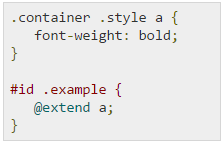 .container .style a {
   font-weight: bold;
}

#id .example {
   @extend a;
}